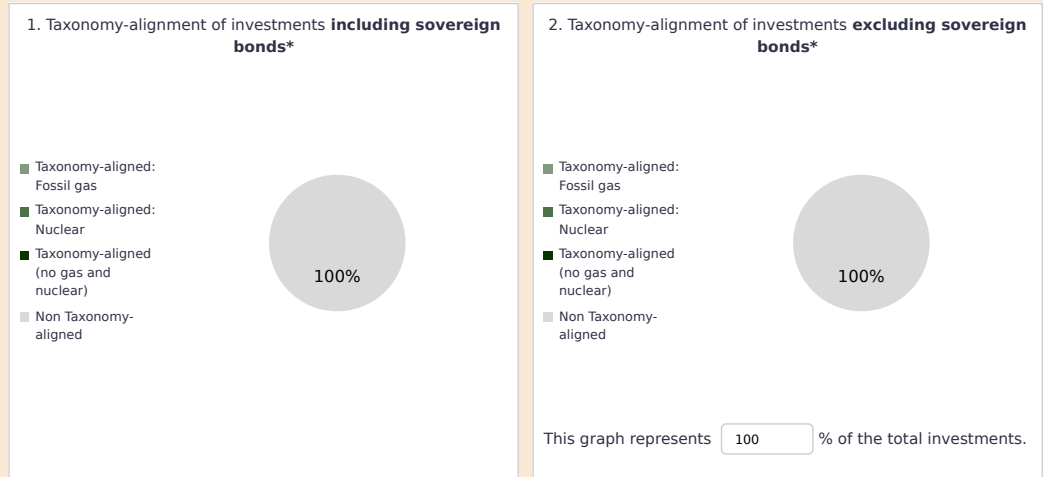 1. Taxonomy-alignment of investments including sovereign
bonds*
Taxonomy-aligned:
Fossil gas
Taxonomy-aligned:
Nuclear
Taxonomy-aligned
(no gas and
nuclear)
Non Taxonomy-
aligned
100%
2. Taxonomy-alignment of investments excluding sovereign
bonds*
Taxonomy-aligned:
Fossil gas
Taxonomy-aligned:
Nuclear
Taxonomy-aligned
(no gas and
nuclear)
Non Taxonomy-
aligned
100%
This graph represents 100 % of the total investments.